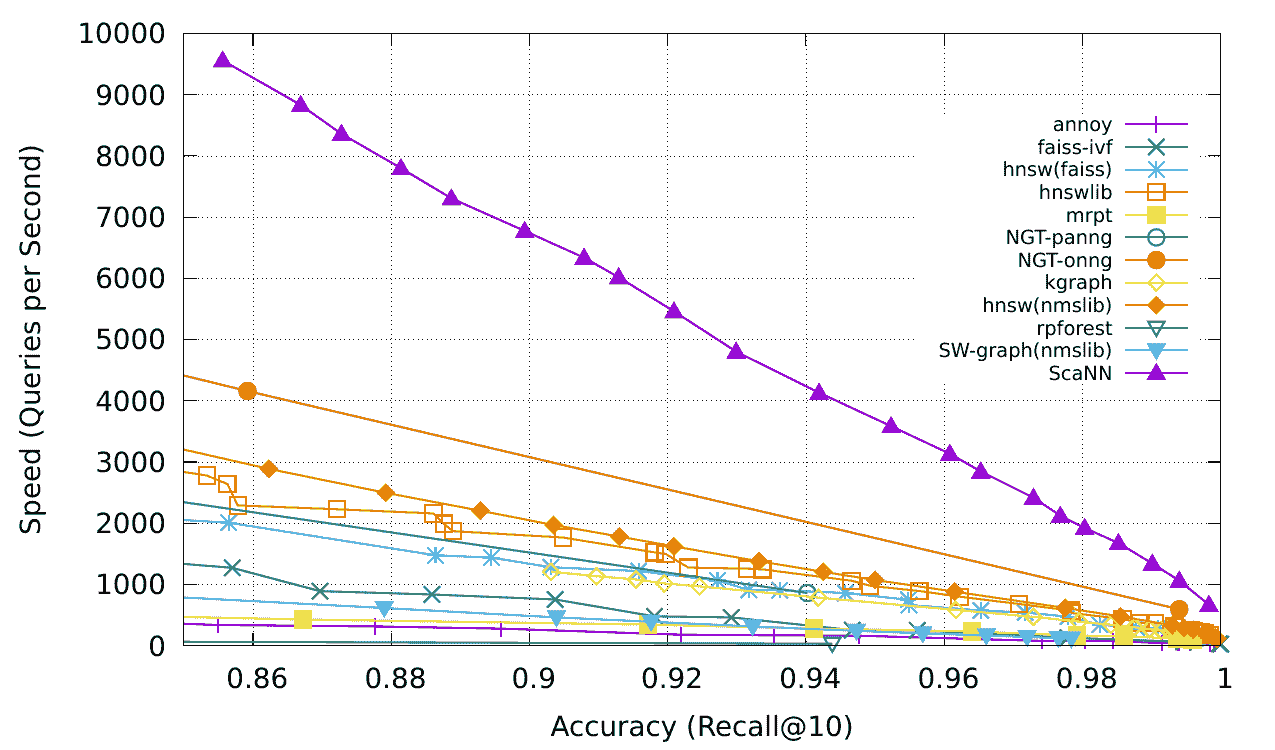 10000
9000
8000
7000
6000
5000
4000
3000
2000
1000
0
Speed (Queries per Second)
annoy
faiss-ivf
hnsw(faiss)
hnswlib
mrpt
NGT-panng
NGT-onng
kgraph
hnsw(nmslib)
rpforest
SW-graph(nmslib)
ScaNN
0.86 0.88 0.9 0.92 0.94 0.96 0.98 1
Accuracy (Recall@10)